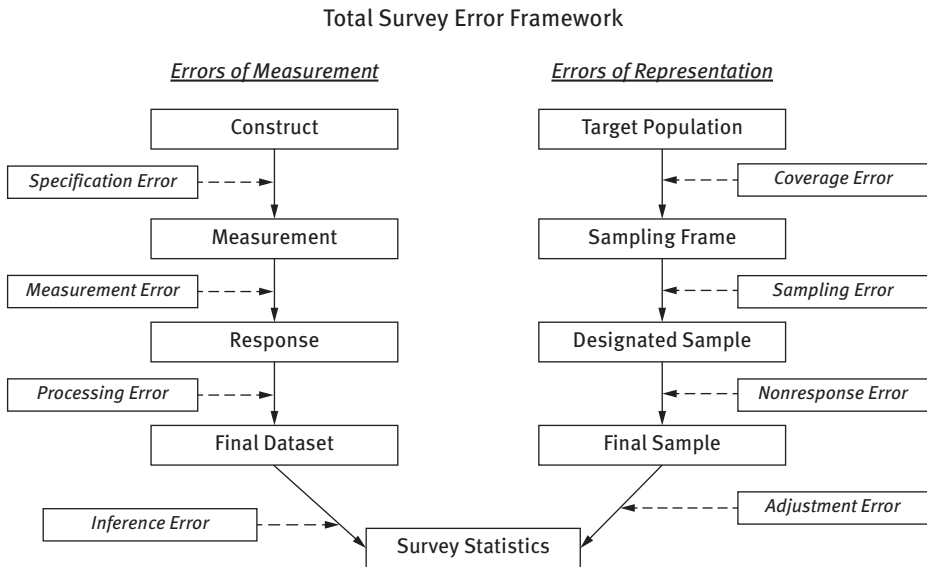 Total Survey Error Framework
Errors of Measurement
Errors of Representation
Construct
Target Population
Specification Error
Coverage Error
Measurement
Sampling Frame
Measurement Error
Sampling Error
Response
Designated Sample
Processing Error
Nonresponse Error
Final Dataset
Final Sample
Inference Error
Adjustment Error
Survey Statistics